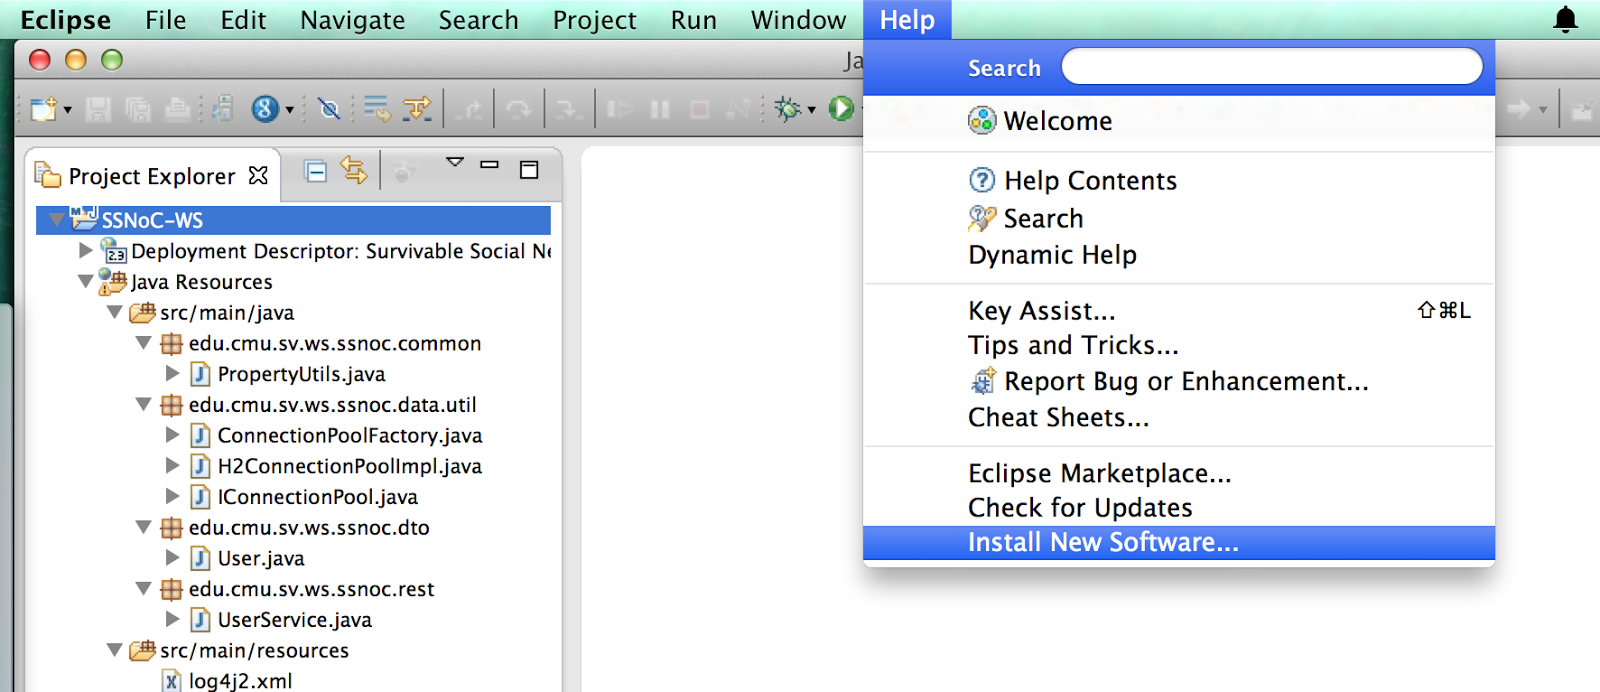 Eclipse File Edit Navigate Search Project Run Window Help
Ja
Search
Welcome
Help Contents
Search
Dynamic Help
Key Assist... ⇧⌘L
Tips and Tricks...
Report Bug or Enhancement...
Cheat Sheets...
Eclipse Marketplace...
Check for Updates
Install New Software...
8
Project Explorer
SSNoC-WS
Deployment Descriptor: Survivable Social Ne
Java Resources
src/main/java
edu.cmu.sv.ws.ssnoc.common
PropertyUtils.java
edu.cmu.sv.ws.ssnoc.data.util
ConnectionPoolFactory.java
H2ConnectionPoolImpl.java
IConnectionPool.java
edu.cmu.sv.ws.ssnoc.dto
User.java
edu.cmu.sv.ws.ssnoc.rest
UserService.java
src/main/resources
log4j2.xml